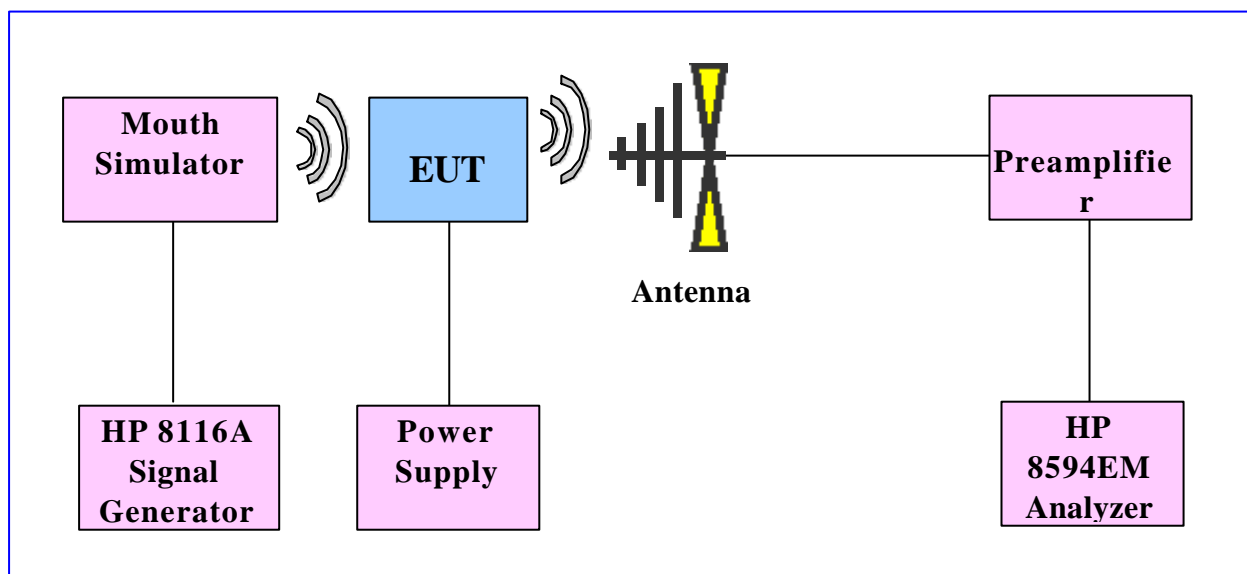 Mouth
Simulator
EUT
Preamplifie
r
Antenna
HP 8116A
Signal
Generator
Power
Supply
HP
8594EM
Analyzer